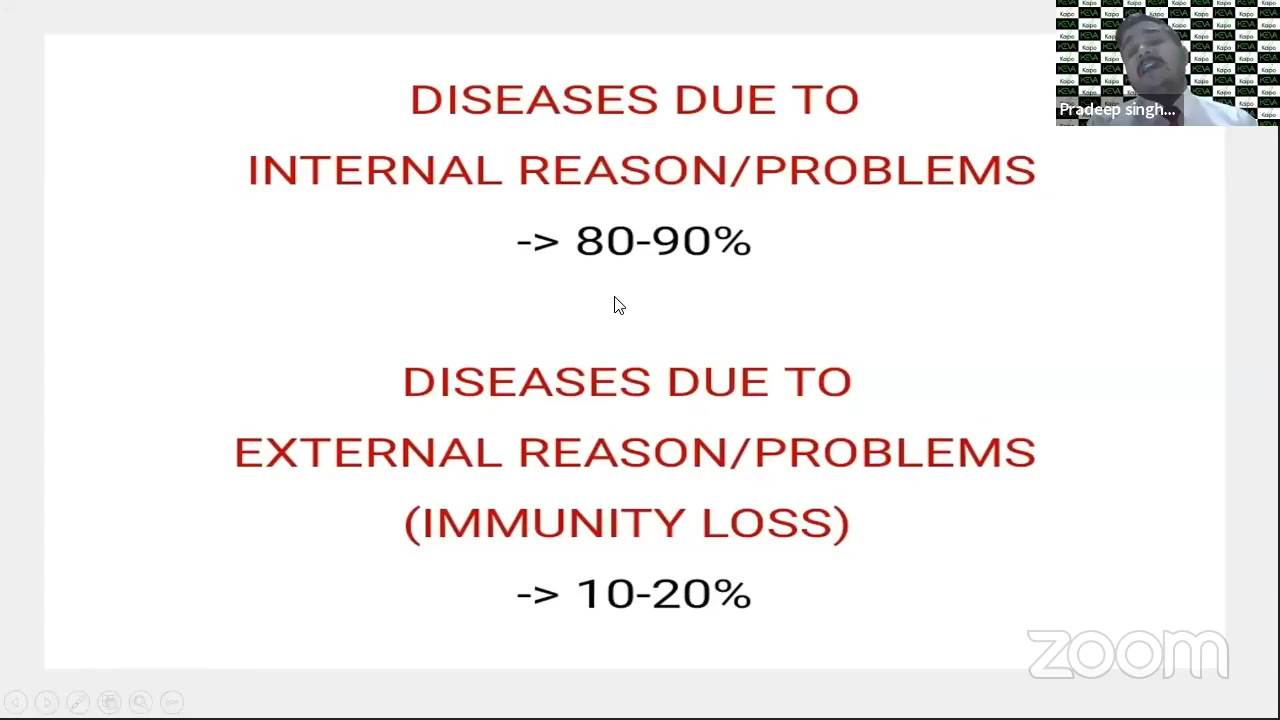 DISEASES DUE TO
INTERNAL REASON/PROBLEMS
-> 80-90%
DISEASES DUE TO
EXTERNAL REASON/PROBLEMS
(IMMUNITY LOSS)
-> 10-20%
Pradeep singh...
zoom